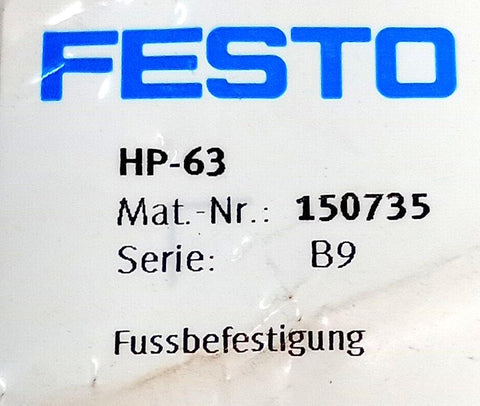 FESTO
HP-63
Mat.-Nr.: 150735
Serie: B9
Fussbefestigung